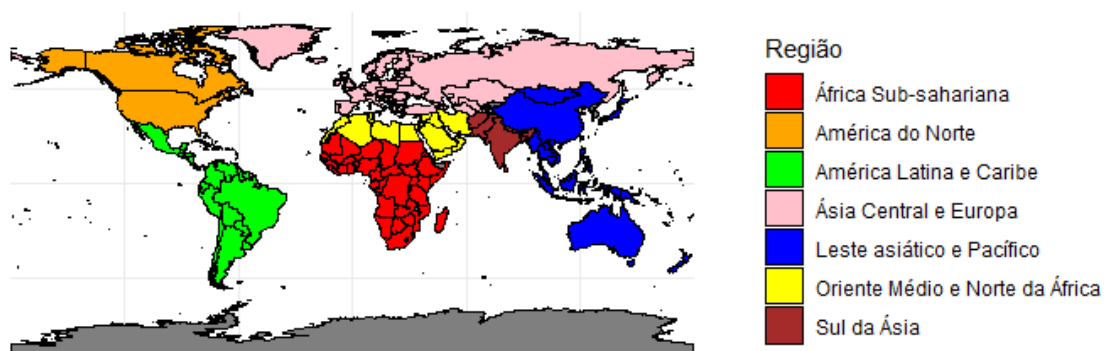 Região
África Sub-sahariana
América do Norte
América Latina e Caribe
Ásia Central e Europa
Leste asiático e Pacífico
Oriente Médio e Norte da África
Sul da Ásia